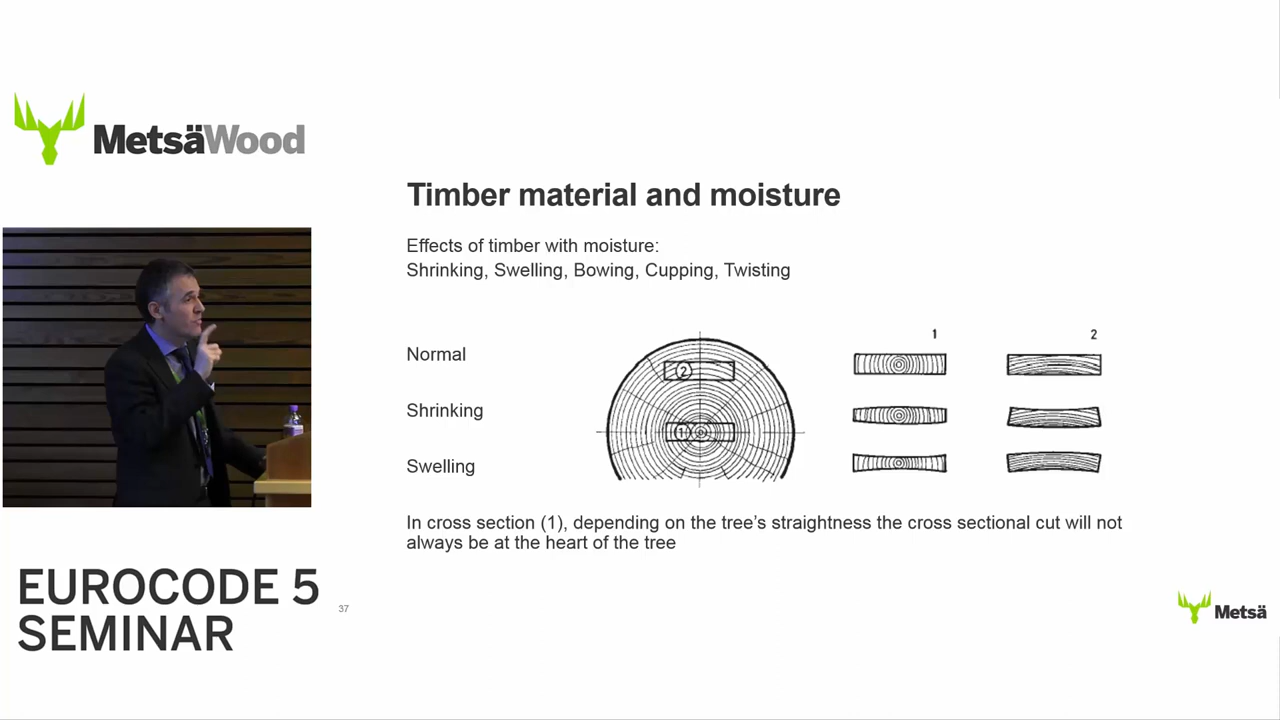 MetsäWood
Timber material and moisture
Effects of timber with moisture:
Shrinking, Swelling, Bowing, Cupping, Twisting
1 2
Normal
2
Shrinking
1
Swelling
In cross section (1), depending on the tree's straightness the cross sectional cut will not
always be at the heart of the tree
EUROCODE 5
SEMINAR
37
Metsä